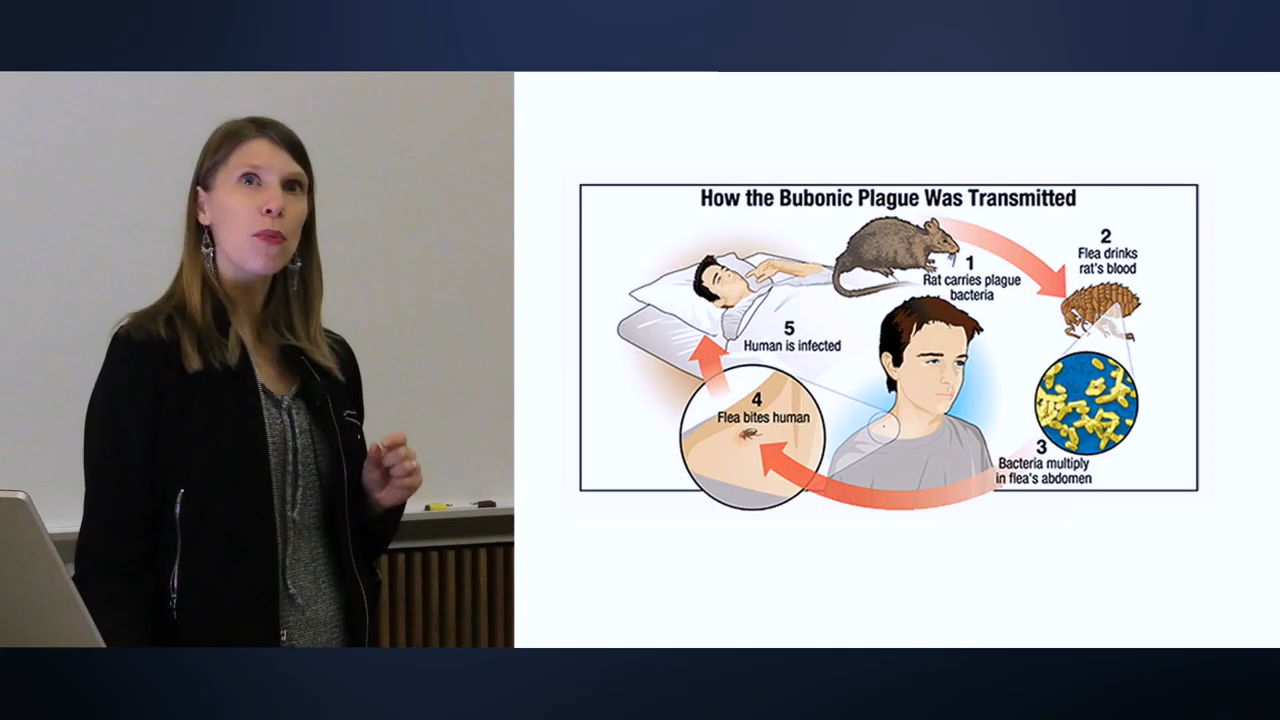 How the Bubonic Plague Was Transmitted
1
Rat carries plague
bacteria
2
Flea drinks
rat's blood
3
Bacteria multiply
in flea's abdomen
4
Flea bites human
5
Human is infected